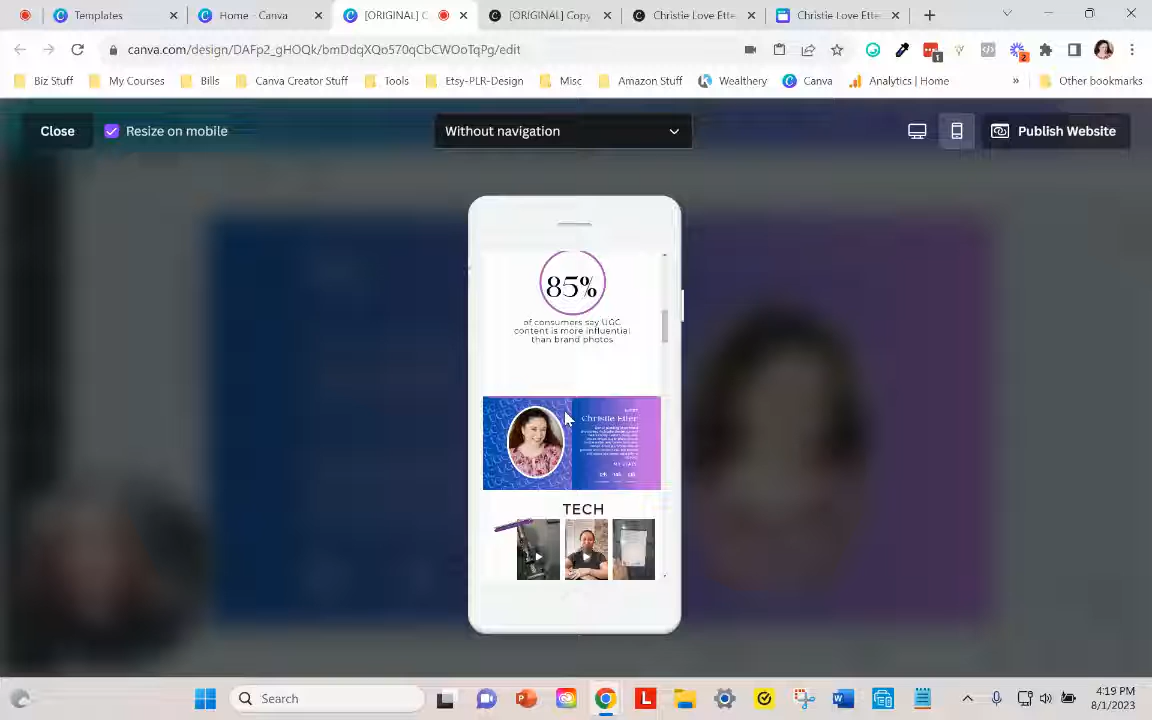 Templates
Home - Canva
[ORIGINAL] C
[ORIGINAL] Copy
Christie Love Ette
Christie Love Ette
canva.com/design/DAFp2_gHOQk/bmDdqXQo570qCbCWOoTqPg/edit
1
2
Biz Stuff
My Courses
Bills
Canva Creator Stuff
Tools
Etsy-PLR-Design
Misc
Amazon Stuff
Wealthery
Canva
Analytics | Home
»
Other bookmarks
Close
Resize on mobile
Without navigation
Publish Website
85%
of consumers say UGC
content is more influential
than brand photos
Christie Etter
TECH
Search
4:19 PM
8/1/2023